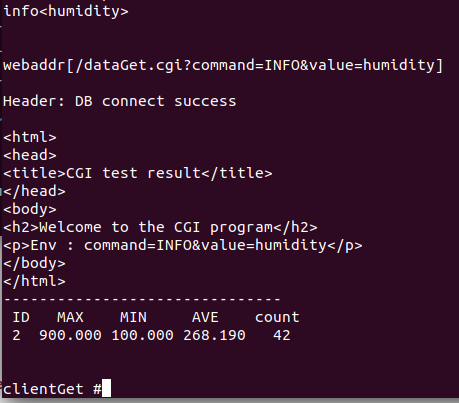 info<humidity>
webaddr[/dataGet.cgi?command=INFO&value=humidity]
Header: DB connect success
<html>
<head>
<title>CGI test result</title>
</head>
<body>
<h2>Welcome to the CGI program</h2>
<p>Env : command=INFO&value=humidity</p>
</body>
</html>
-------------------------------
ID MAX MIN AVE count
2 900.000 100.000 268.190 42
clientGet #